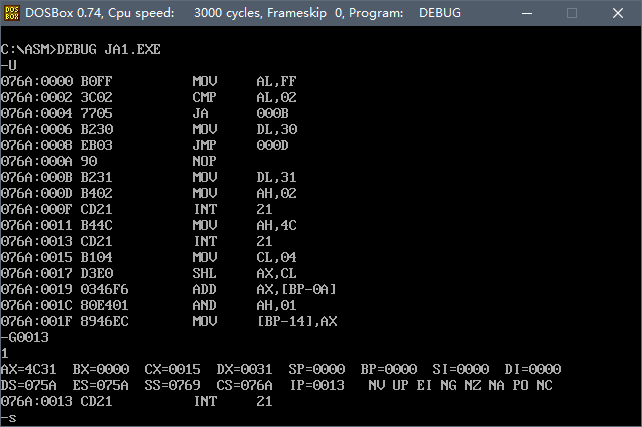 DOSBox 0.74, Cpu speed: 3000 cycles, Frameskip 0, Program: DEBUG
C:\ASM>DEBUG JA1.EXE
-U
076A:0000 B0FF MOV AL,FF
076A:0002 3C02 CMP AL,02
076A:0004 7705 JA 000B
076A:0006 B230 MOV DL,30
076A:0008 EB03 JMP 000D
076A:000A 90 NOP
076A:000B B231 MOV DL,31
076A:000D B402 MOV AH,02
076A:000F CD21 INT 21
076A:0011 B44C MOV AH,4C
076A:0013 CD21 INT 21
076A:0015 B104 MOV CL,04
076A:0017 D3E0 SHL AX,CL
076A:0019 0346F6 ADD AX,[BP-0A]
076A:001C 80E401 AND AH,01
076A:001F 8946EC MOV [BP-14],AX
-G0013
1
AX=4C31 BX=0000 CX=0015 DX=0031 SP=0000 BP=0000 SI=0000 DI=0000
DS=075A ES=075A SS=0769 CS=076A IP=0013 NV UP EI NG NZ NA PO NC
076A:0013 CD21 INT 21
-s